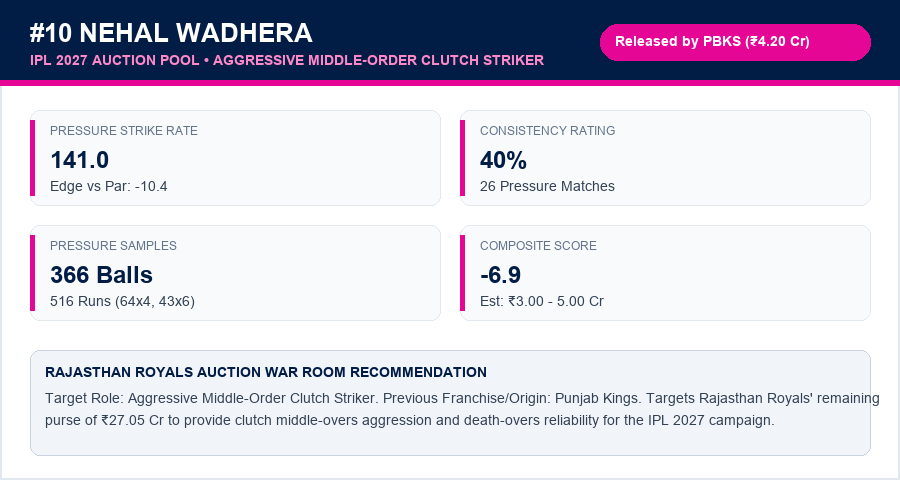 #10 NEHAL WADHERA
Released by PBKS (₹4.20 Cr)
IPL 2027 AUCTION POOL • AGGRESSIVE MIDDLE-ORDER CLUTCH STRIKER
PRESSURE STRIKE RATE
141.0
Edge vs Par: -10.4
CONSISTENCY RATING
40%
26 Pressure Matches
PRESSURE SAMPLES
366 Balls
516 Runs (64x4, 43x6)
COMPOSITE SCORE
-6.9
Est: ₹3.00 - 5.00 Cr
RAJASTHAN ROYALS AUCTION WAR ROOM RECOMMENDATION
Target Role: Aggressive Middle-Order Clutch Striker. Previous Franchise/Origin: Punjab Kings. Targets Rajasthan Royals' remaining
purse of ₹27.05 Cr to provide clutch middle-overs aggression and death-overs reliability for the IPL 2027 campaign.